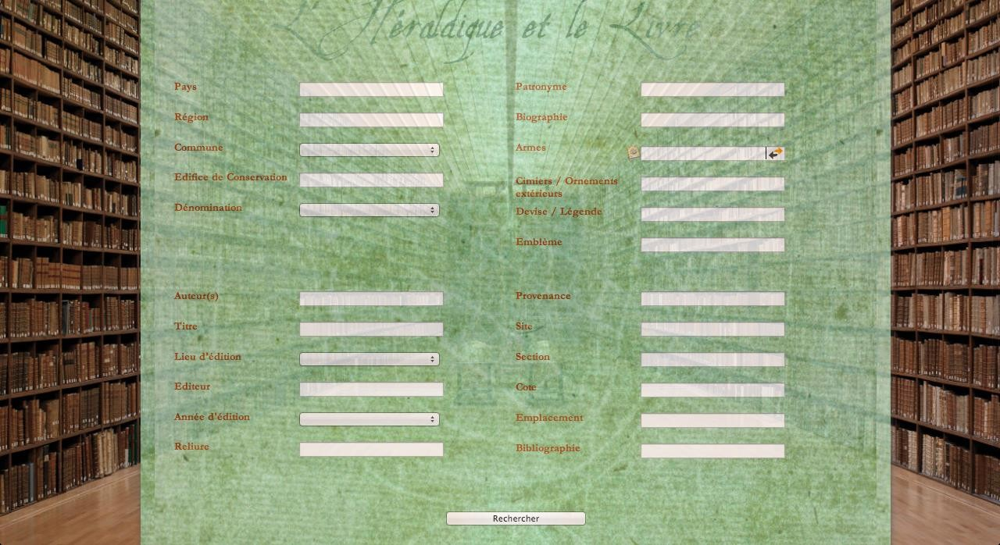 L'Héraldique et le Livre
Pays
Région
Commune
Edifice de Conservation
Dénomination
Patronyme
Biographie
Armes
Cimiers / Ornements
extérieurs
Devise / Légende
Emblème
Auteur(s)
Titre
Lieu d'édition
Editeur
Année d'édition
Reliure
Provenance
Site
Section
Cote
Emplacement
Bibliographie
Rechercher